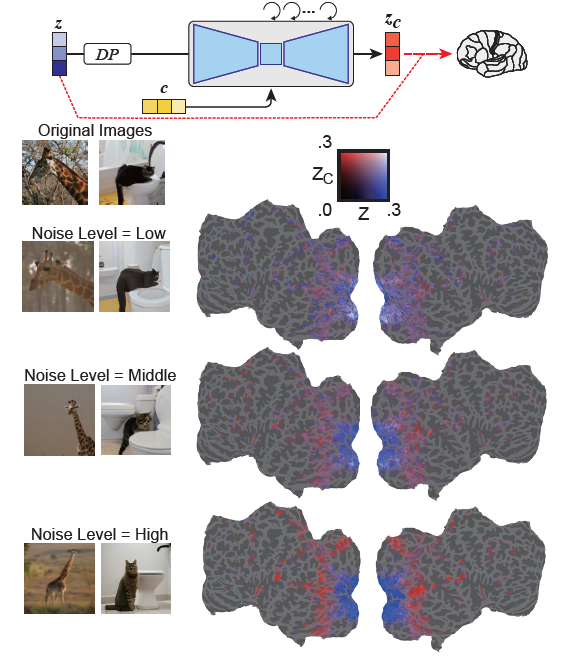 z
DP
...
z_c
c
Original Images
.3
Z_C
.0 Z .3
Noise Level = Low
Noise Level = Middle
Noise Level = High